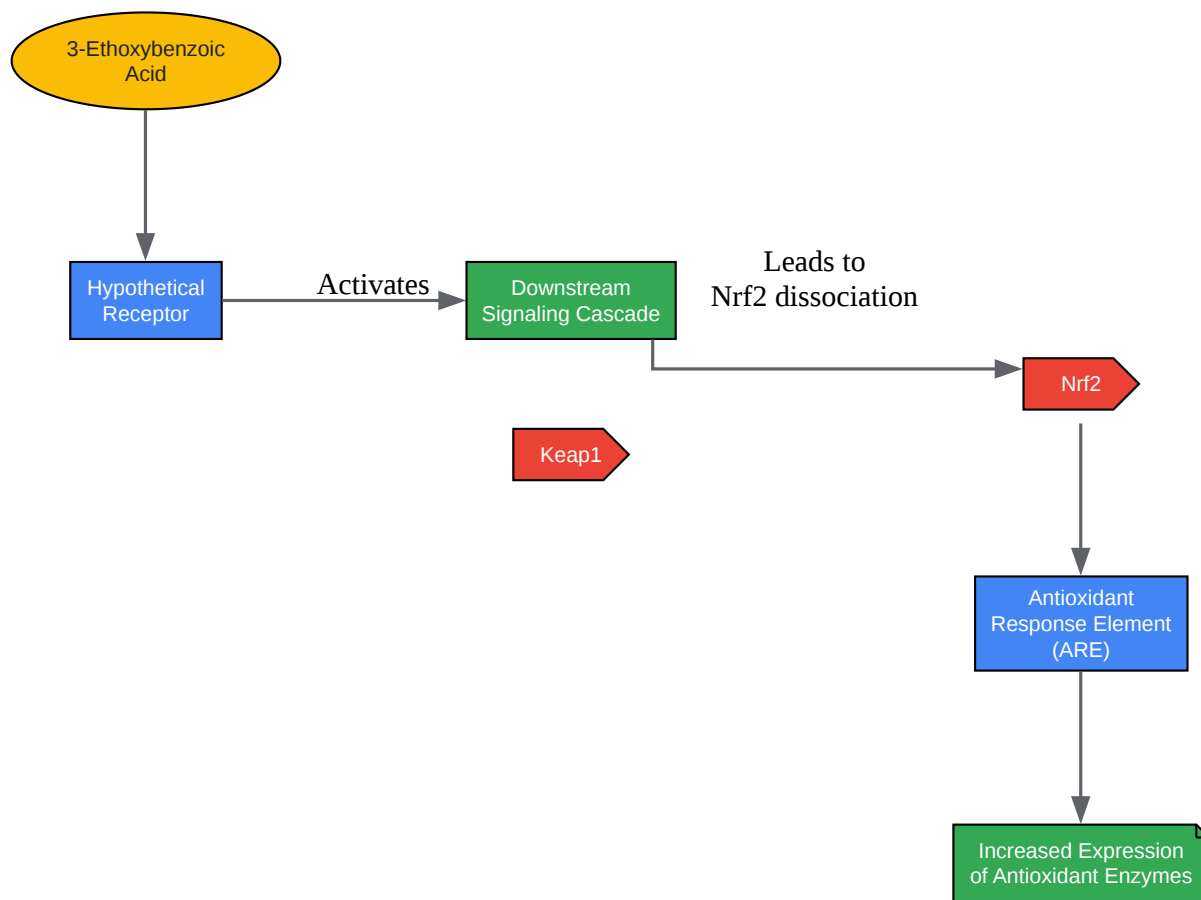 3-Ethoxybenzoic
Acid
Hypothetical
Receptor
Activates
Downstream
Signaling Cascade
Leads to
Nrf2 dissociation
Nrf2
Keap1
Antioxidant
Response Element
(ARE)
Increased Expression
of Antioxidant Enzymes